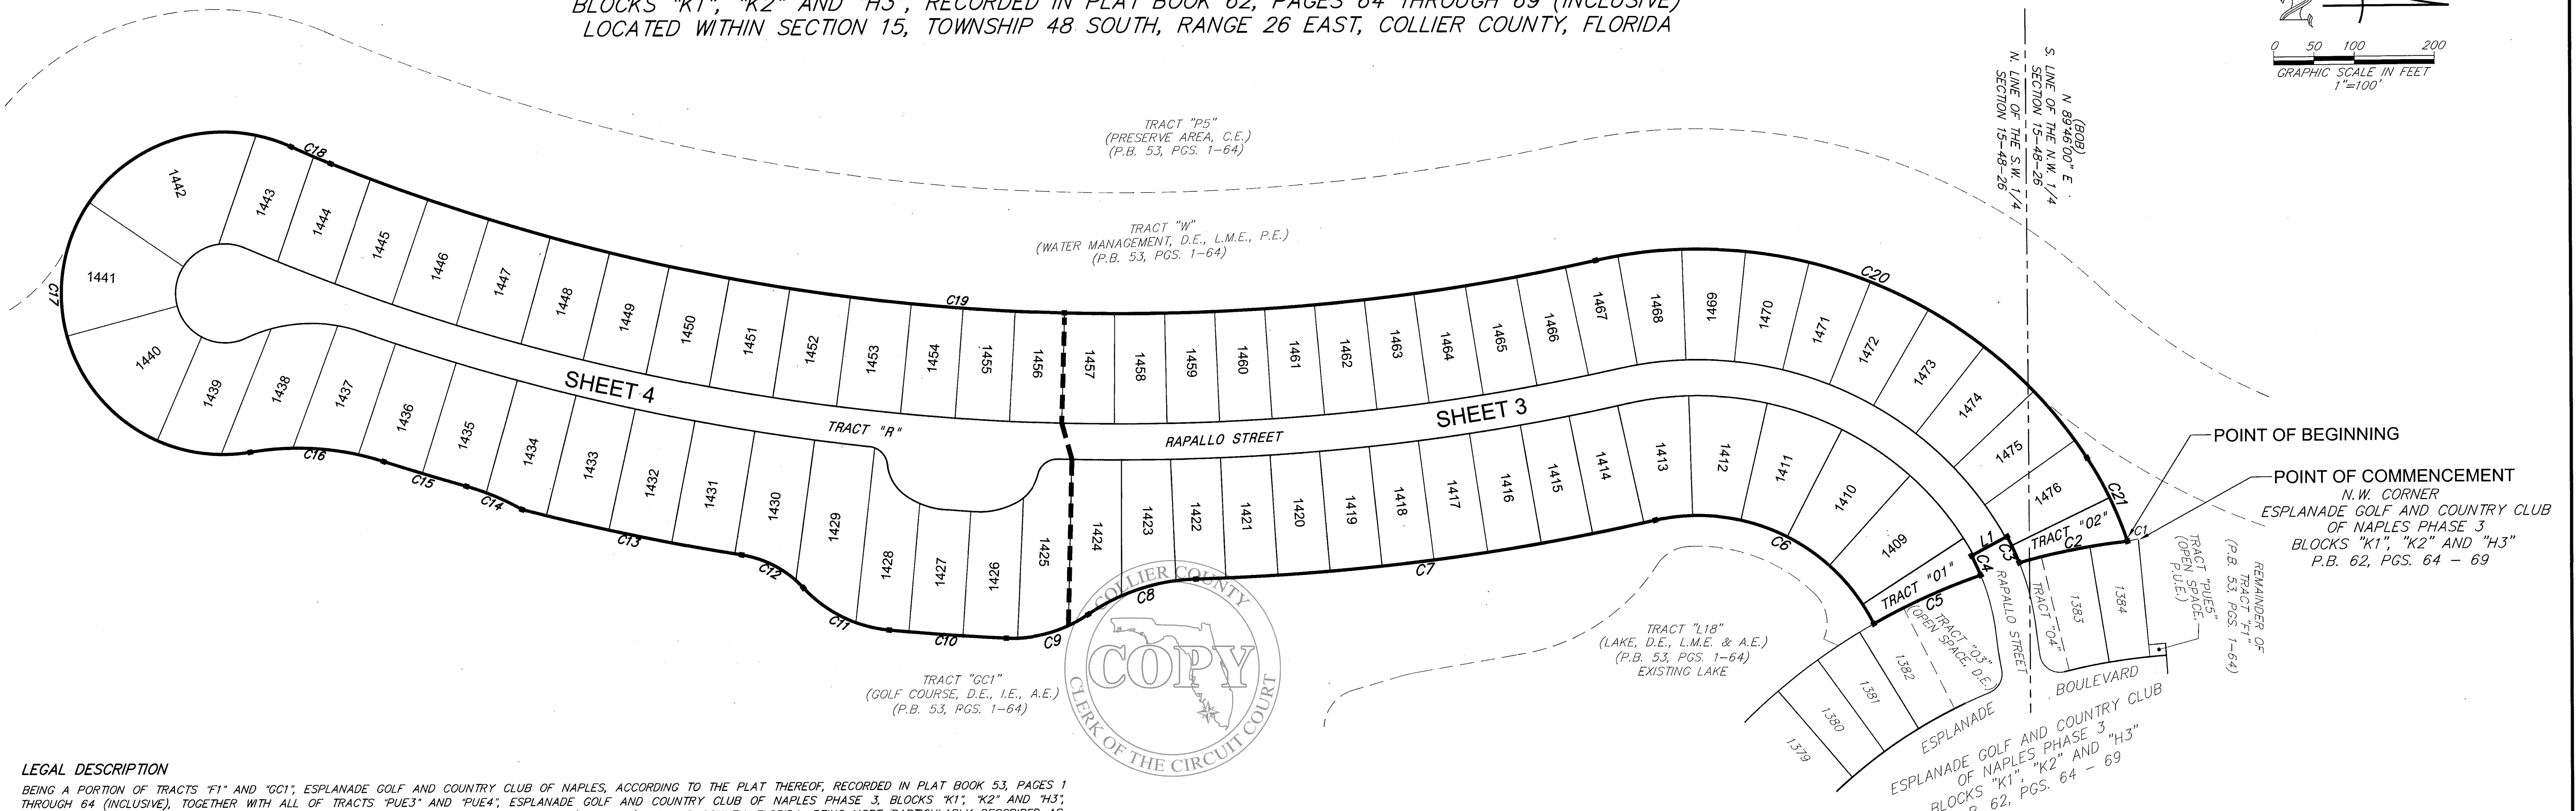 BLOCKS "K1", "K2" AND "H3", RECORDED IN PLAT BOOK 62, PAGES 64 THROUGH 69 (INCLUSIVE)
LOCATED WITHIN SECTION 15, TOWNSHIP 48 SOUTH, RANGE 26 EAST, COLLIER COUNTY, FLORIDA
0 50 100 200
GRAPHIC SCALE IN FEET
1"=100'
(BOB)
N 89°46'00" E
S. LINE OF THE N.W. 1/4
SECTION 15-48-26
N. LINE OF THE S.W. 1/4
SECTION 15-48-26
TRACT "P5"
(PRESERVE AREA, C.E.)
(P.B. 53, PGS. 1-64)
TRACT "W"
(WATER MANAGEMENT, D.E., L.M.E., P.E.)
(P.B. 53, PGS. 1-64)
C18
C19
C20
C17
1442
1443
1444
1445
1446
1447
1448
1449
1450
1451
1452
1453
1454
1455
1456
1457
1458
1459
1460
1461
1462
1463
1464
1465
1466
1467
1468
1469
1470
1471
1472
1473
1474
1475
1476
1441
1440
1439
1438
1437
1436
1435
1434
1433
1432
1431
1430
1429
1428
1427
1426
1425
1424
1423
1422
1421
1420
1419
1418
1417
1416
1415
1414
1413
1412
1411
1410
1409
SHEET 4
TRACT "R"
RAPALLO STREET
SHEET 3
C16
C15
C14
C13
C12
C11
C10
C9
C8
C7
C6
C5
C4
L1
C3
C2
C21
C1
TRACT "01"
TRACT "02"
POINT OF BEGINNING
POINT OF COMMENCEMENT
N.W. CORNER
ESPLANADE GOLF AND COUNTRY CLUB
OF NAPLES PHASE 3
BLOCKS "K1", "K2" AND "H3"
P.B. 62, PGS. 64 - 69
TRACT "PUE5"
(OPEN SPACE,
P.U.E.)
REMAINDER OF
TRACT "F1"
(P.B. 53, PGS. 1-64)
RAPALLO STREET
TRACT "04"
1383
1384
TRACT "03"
(OPEN SPACE, D.E.)
1382
1381
1380
1379
TRACT "L18"
(LAKE, D.E., L.M.E. & A.E.)
(P.B. 53, PGS. 1-64)
EXISTING LAKE
TRACT "GC1"
(GOLF COURSE, D.E., I.E., A.E.)
(P.B. 53, PGS. 1-64)
COLLIER COUNTY
COPY
CLERK OF THE CIRCUIT COURT
ESPLANADE BOULEVARD
ESPLANADE GOLF AND COUNTRY CLUB
OF NAPLES PHASE 3
BLOCKS "K1", "K2" AND "H3"
62, PGS. 64 - 69
LEGAL DESCRIPTION
BEING A PORTION OF TRACTS "F1" AND "GC1", ESPLANADE GOLF AND COUNTRY CLUB OF NAPLES, ACCORDING TO THE PLAT THEREOF, RECORDED IN PLAT BOOK 53, PAGES 1
THROUGH 64 (INCLUSIVE), TOGETHER WITH ALL OF TRACTS "PUE3" AND "PUE4", ESPLANADE GOLF AND COUNTRY CLUB OF NAPLES PHASE 3, BLOCKS "K1", "K2" AND "H3",